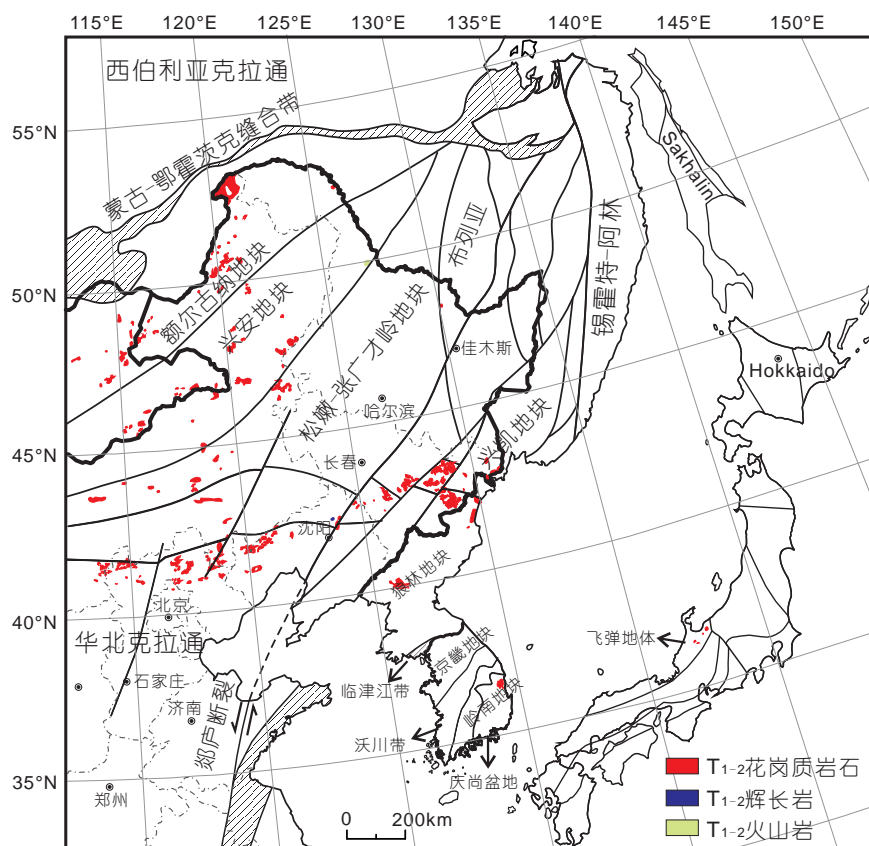 115°E
120°E
125°E
130°E
135°E
140°E
145°E
150°E
西伯利亚克拉通
55°N
蒙古-鄂霍茨克缝合带
Sakhalin
布列亚
锡霍特-阿林
额尔古纳地块
兴安地块
50°N
松嫩-张广才岭地块
佳木斯
Hokkaido
哈尔滨
兴凯地块
45°N
长春
沈阳
狼林地块
北京
40°N
华北克拉通
京畿地块
飞弹地体
石家庄
临津江带
岭南地块
济南
郯庐断裂
沃川带
庆尚盆地
35°N
郑州
0 200km
T₁₋₂花岗质岩石
T₁₋₂辉长岩
T₁₋₂火山岩